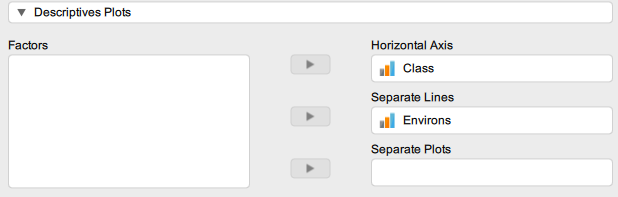 Descriptives Plots
Factors
Horizontal Axis
Class
Separate Lines
Environs
Separate Plots